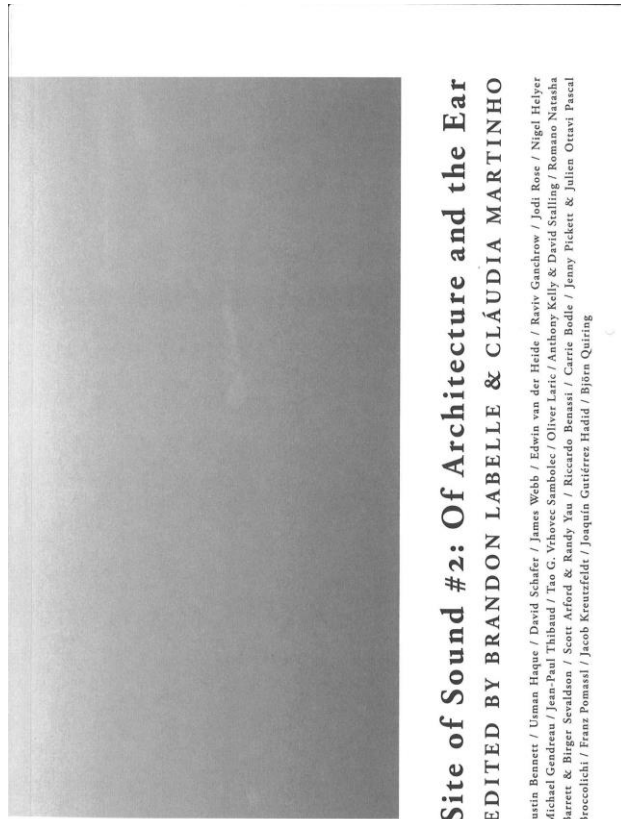 Site of Sound #2: Of Architecture and the Ear
EDITED BY BRANDON LABELLE & CLÁUDIA MARTINHO
ustin Bennett / Usman Haque / David Schafer / James Webb / Edwin van der Heide / Raviv Ganchrow / Jodi Rose / Nigel Helyer
Michael Gendreau / Jean-Paul Thibaud / Tao G. Vrhovec Sambolec / Oliver Laric / Anthony Kelly & David Stalling / Romano Natasha
Barrett & Birger Sevaldson / Scott Arford & Randy Yau / Riccardo Benassi / Carrie Bodle / Jenny Pickett & Julien Ottavi Pascal
Broccolichi / Franz Pomassl / Jacob Kreutzfeldt / Joaquín Gutiérrez Hadid / Björn Quiring